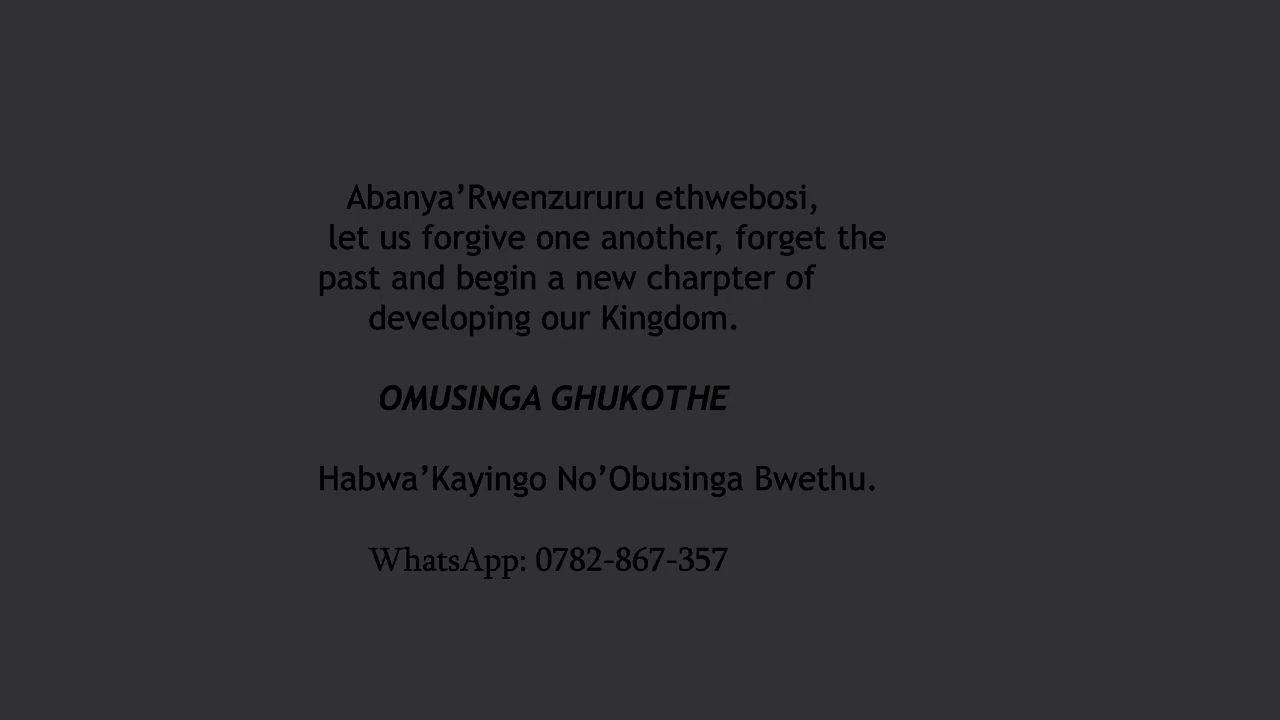 Abanya’Rwenzururu ethwebosi,
let us forgive one another, forget the
past and begin a new charpter of
developing our Kingdom.
OMUSINGA GHUKOTHE
Habwa’Kayingo No’Obusinga Bwethu.
WhatsApp: 0782-867-357